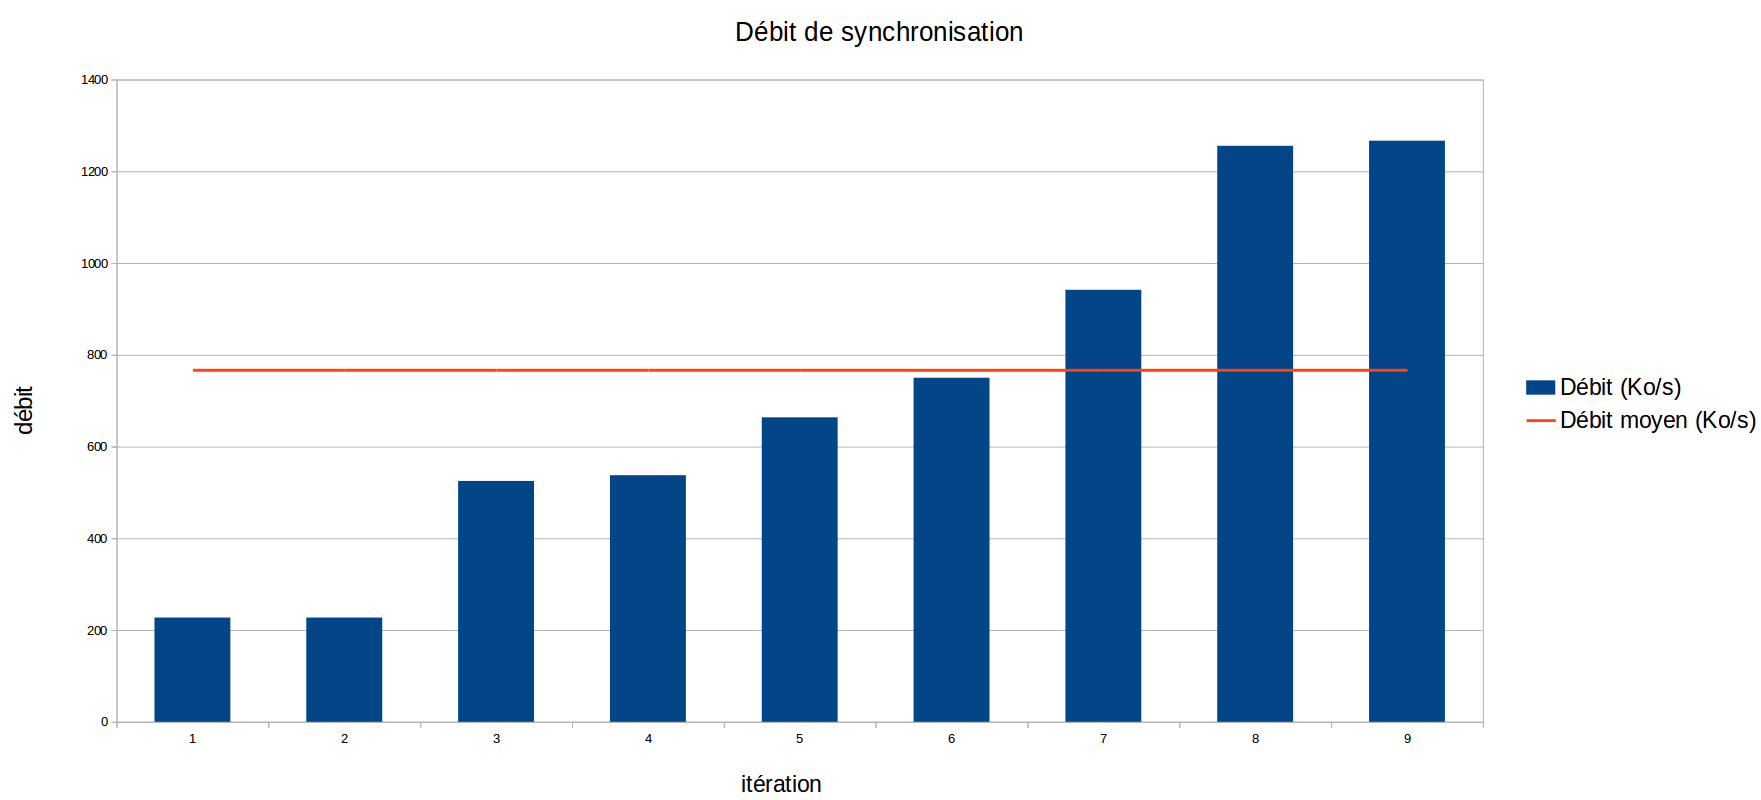 Débit de synchronisation
1400
1200
1000
800
600
400
200
0
débit
1 2 3 4 5 6 7 8 9
itération
Débit (Ko/s)
Débit moyen (Ko/s)